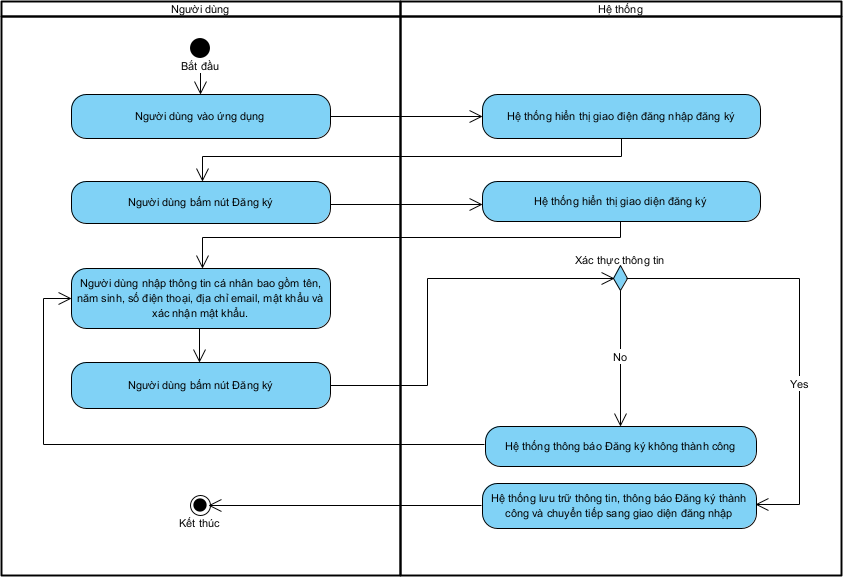 Người dùng
Hệ thống
Bắt đầu
Người dùng vào ứng dụng
Hệ thống hiển thị giao điện đăng nhập đăng ký
Người dùng bấm nút Đăng ký
Hệ thống hiển thị giao diện đăng ký
Xác thực thông tin
Người dùng nhập thông tin cá nhân bao gồm tên,
năm sinh, số điện thoại, địa chỉ email, mật khẩu và
xác nhận mật khẩu.
No
Người dùng bấm nút Đăng ký
Yes
Hệ thống thông báo Đăng ký không thành công
Hệ thống lưu trữ thông tin, thông báo Đăng ký thành
công và chuyển tiếp sang giao diện đăng nhập
Kết thúc